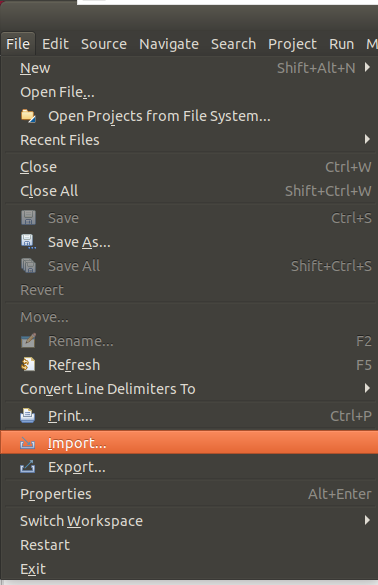 File Edit Source Navigate Search Project Run M
New Shift+Alt+N
Open File...
Open Projects from File System...
Recent Files
Close Ctrl+W
Close All Shift+Ctrl+W
Save Ctrl+S
Save As...
Save All Shift+Ctrl+S
Revert
Move...
Rename... F2
Refresh F5
Convert Line Delimiters To
Print... Ctrl+P
Import...
Export...
Properties Alt+Enter
Switch Workspace
Restart
Exit